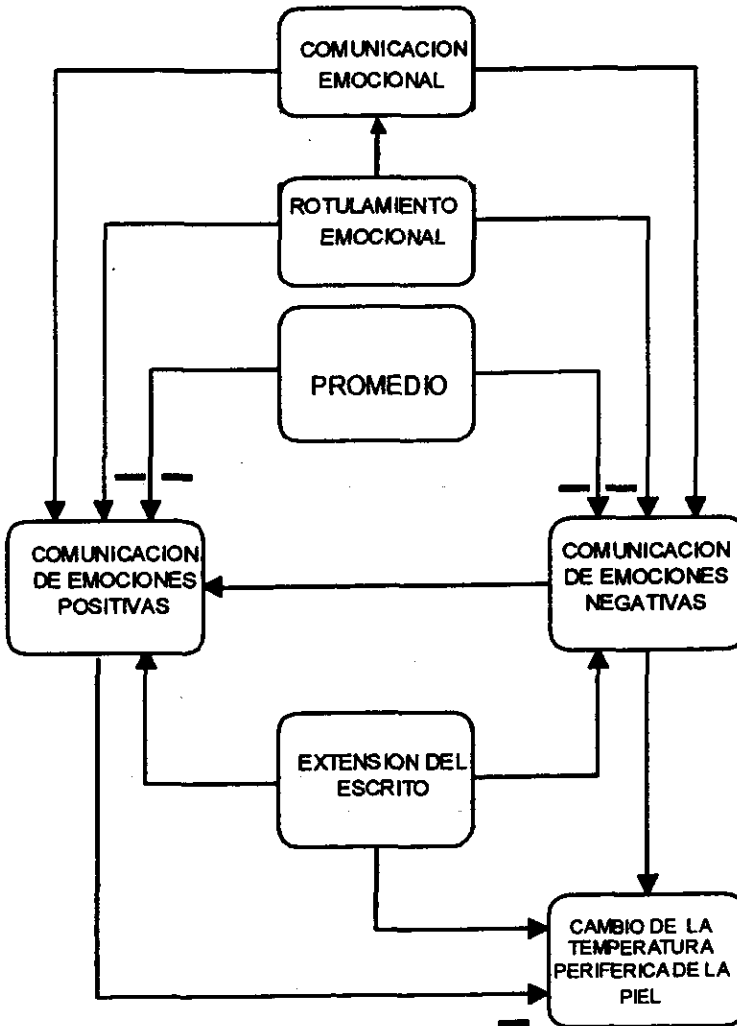 COMUNICACION
EMOCIONAL
ROTULAMIENTO
EMOCIONAL
PROMEDIO
COMUNICACION
DE EMOCIONES
POSITIVAS
COMUNICACION
DE EMOCIONES
NEGATIVAS
EXTENSION DEL
ESCRITO
CAMBIO DE LA
TEMPERATURA
PERIFERICA DE LA
PIEL